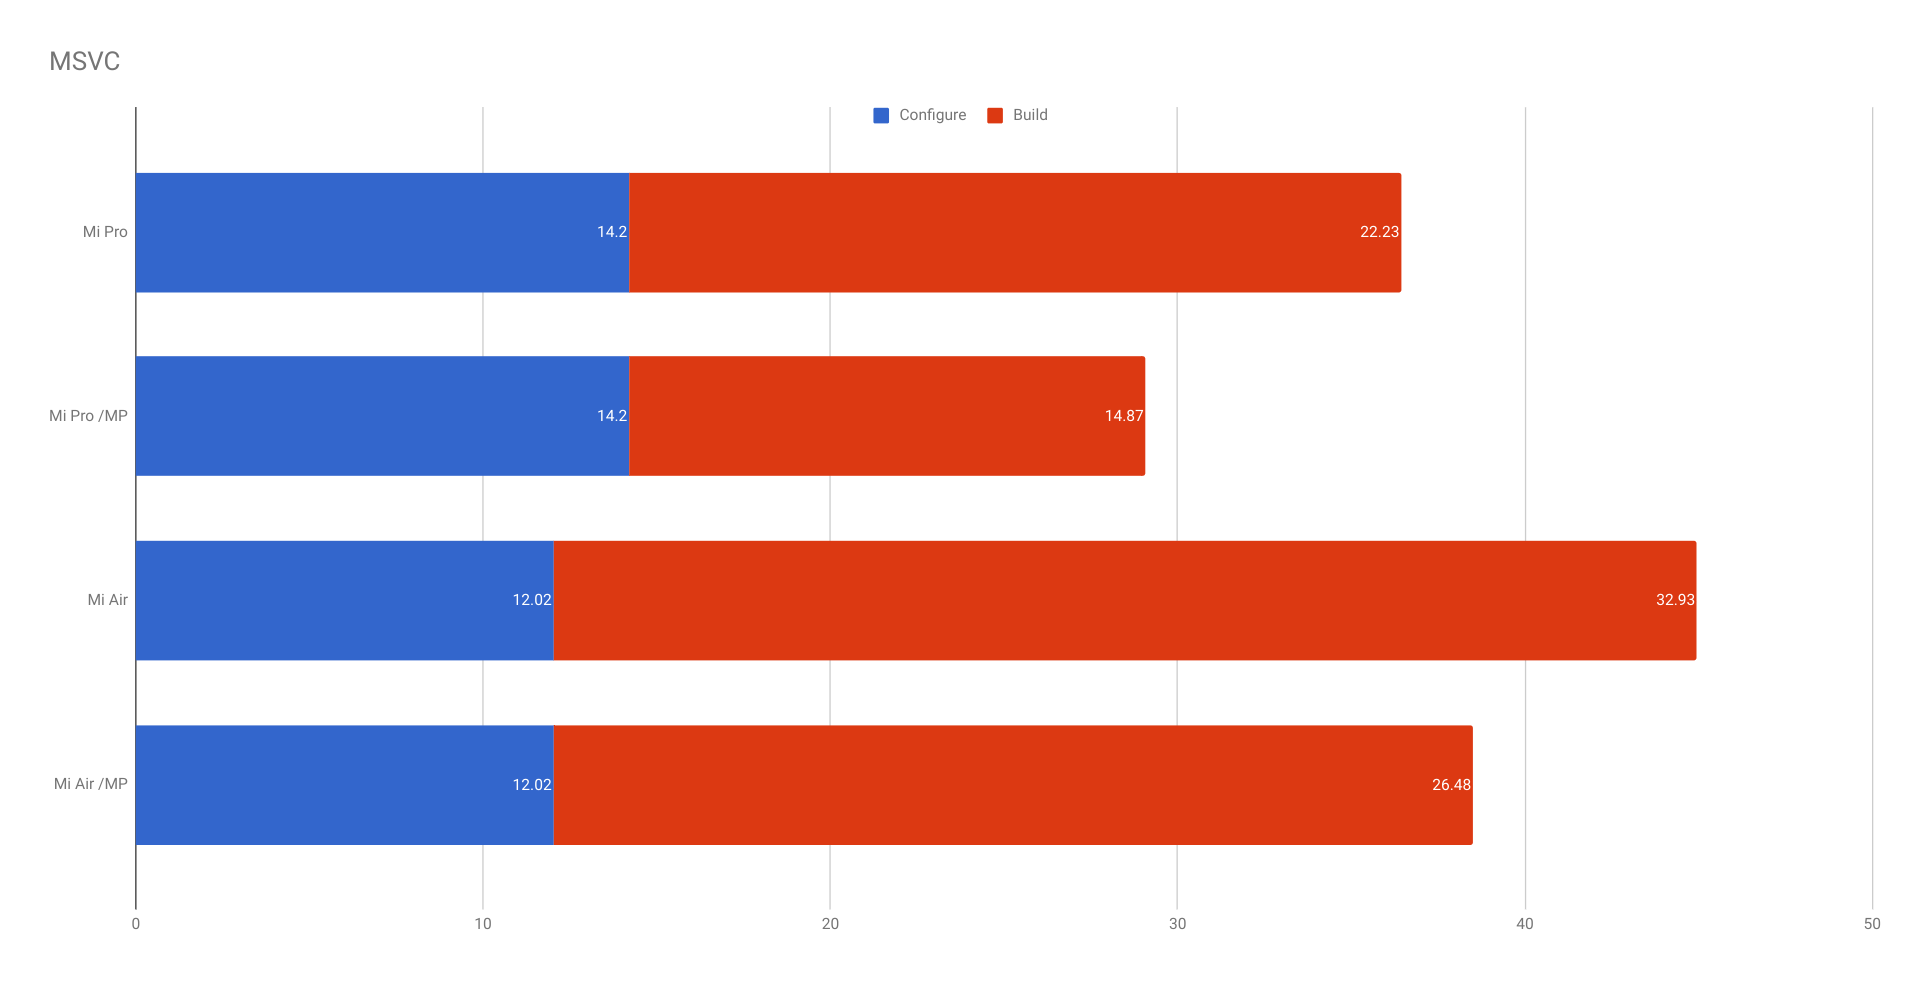 MSVC
Configure Build
Mi Pro 14.2 22.23
Mi Pro /MP 14.2 14.87
Mi Air 12.02 32.93
Mi Air /MP 12.02 26.48
0 10 20 30 40 50